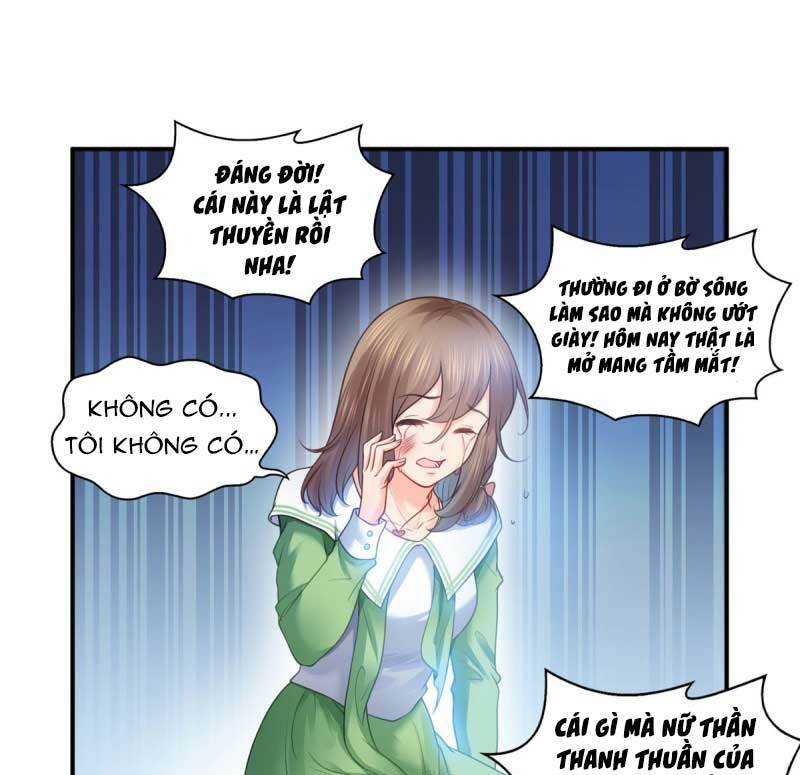 ĐÁNG ĐỜI!
CÁI NÀY LÀ LẬT
THUYỀN RỒI
NHA!
THƯỜNG ĐI Ở BỜ SÔNG
LÀM SAO MÀ KHÔNG ƯỚT
GIÀY! HÔM NAY THẬT LÀ
MỞ MANG TẦM MẮT!
KHÔNG CÓ...
TÔI KHÔNG CÓ...
CÁI GÌ MÀ NỮ THẦN
THANH THUẦN CỦA